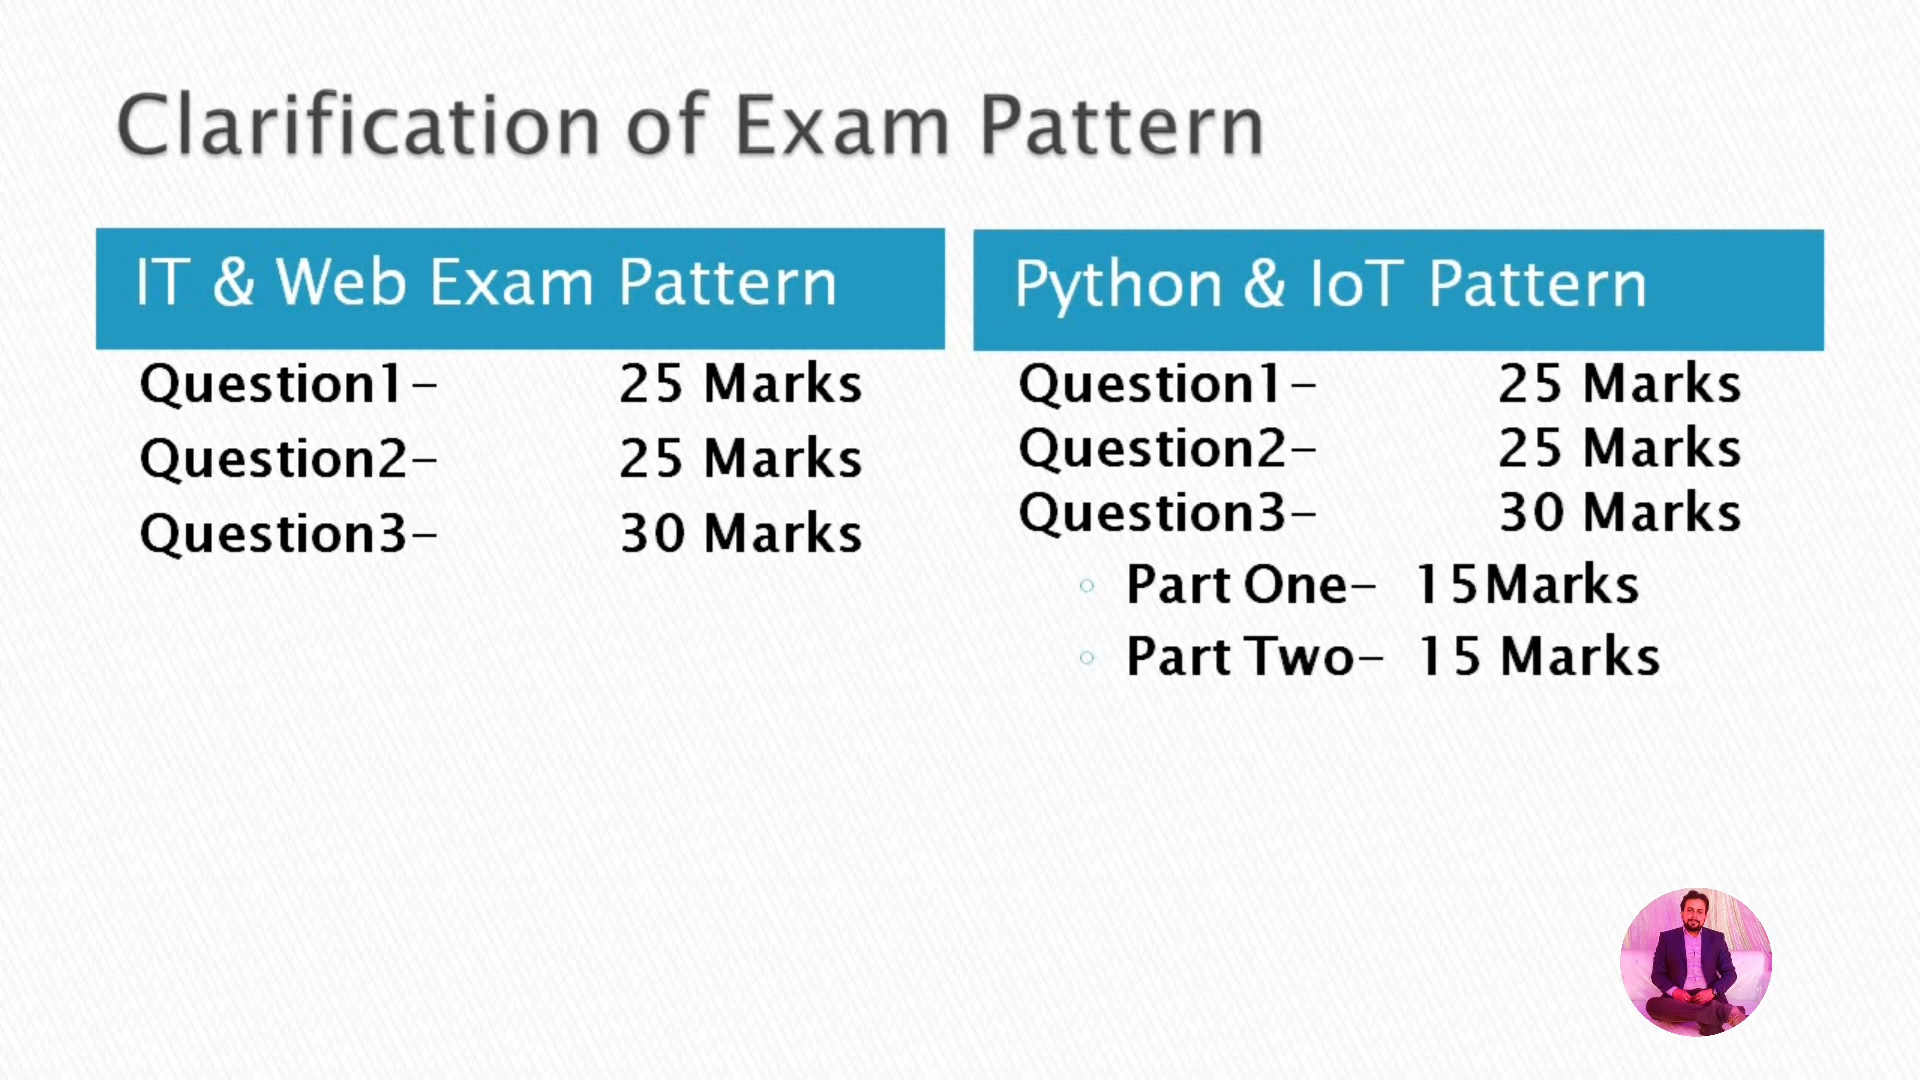 Clarification of Exam Pattern
IT & Web Exam Pattern
Question1- 25 Marks
Question2- 25 Marks
Question3- 30 Marks
Python & IoT Pattern
Question1- 25 Marks
Question2- 25 Marks
Question3- 30 Marks
Part One- 15Marks
Part Two- 15 Marks